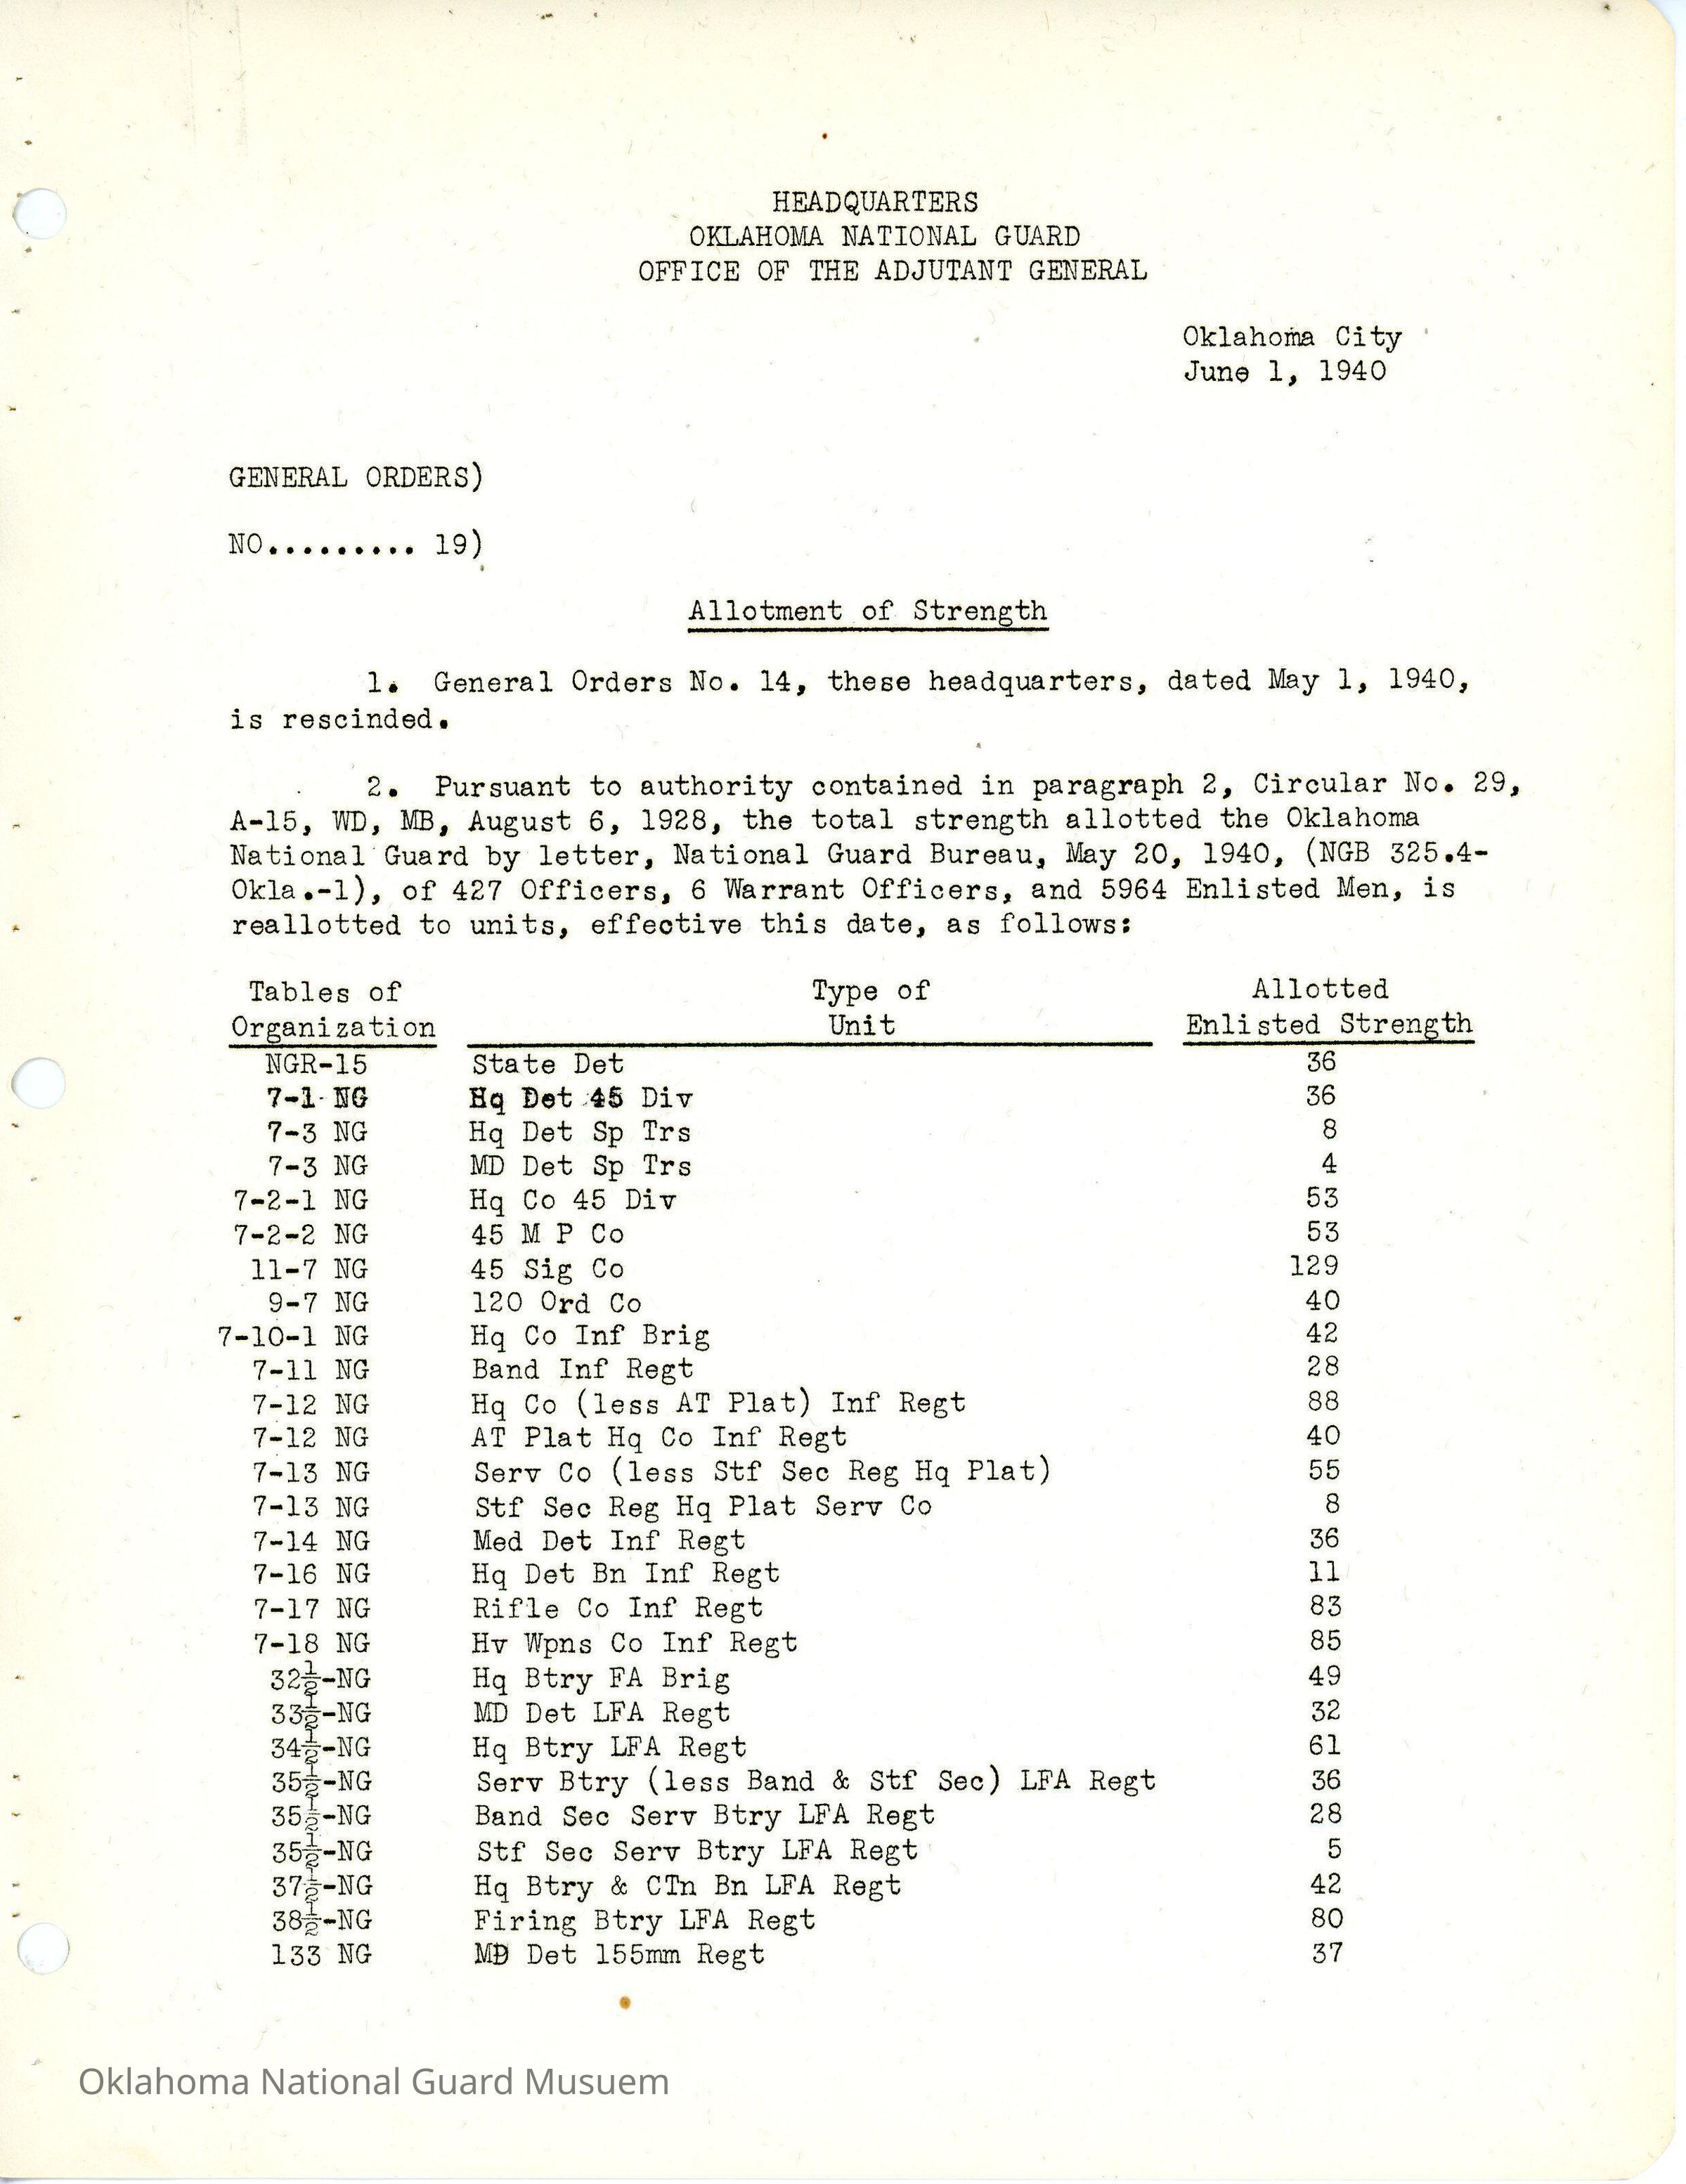 HEADQUARTERS
OKLAHOMA NATIONAL GUARD
OFFICE OF THE ADJUTANT GENERAL
Oklahoma City
June 1, 1940
GENERAL ORDERS)
NO......... 19)
Allotment of Strength
1. General Orders No. 14, these headquarters, dated May 1, 1940,
is rescinded.
2. Pursuant to authority contained in paragraph 2, Circular No. 29,
A-15, WD, MB, August 6, 1928, the total strength allotted the Oklahoma
National Guard by letter, National Guard Bureau, May 20, 1940, (NGB 325.4-
Okla.-1), of 427 Officers, 6 Warrant Officers, and 5964 Enlisted Men, is
reallotted to units, effective this date, as follows:
Tables of Type of Allotted
Organization Unit Enlisted Strength
NGR-15 State Det 36
7-1 NG Hq Det 45 Div 36
7-3 NG Hq Det Sp Trs 8
7-3 NG MD Det Sp Trs 4
7-2-1 NG Hq Co 45 Div 53
7-2-2 NG 45 M P Co 53
11-7 NG 45 Sig Co 129
9-7 NG 120 Ord Co 40
7-10-1 NG Hq Co Inf Brig 42
7-11 NG Band Inf Regt 28
7-12 NG Hq Co (less AT Plat) Inf Regt 88
7-12 NG AT Plat Hq Co Inf Regt 40
7-13 NG Serv Co (less Stf Sec Reg Hq Plat) 55
7-13 NG Stf Sec Reg Hq Plat Serv Co 8
7-14 NG Med Det Inf Regt 36
7-16 NG Hq Det Bn Inf Regt 11
7-17 NG Rifle Co Inf Regt 83
7-18 NG Hv Wpns Co Inf Regt 85
32½-NG Hq Btry FA Brig 49
33½-NG MD Det LFA Regt 32
34½-NG Hq Btry LFA Regt 61
35½-NG Serv Btry (less Band & Stf Sec) LFA Regt 36
35½-NG Band Sec Serv Btry LFA Regt 28
35½-NG Stf Sec Serv Btry LFA Regt 5
37½-NG Hq Btry & CTn Bn LFA Regt 42
38½-NG Firing Btry LFA Regt 80
133 NG MD Det 155mm Regt 37
Oklahoma National Guard Musuem